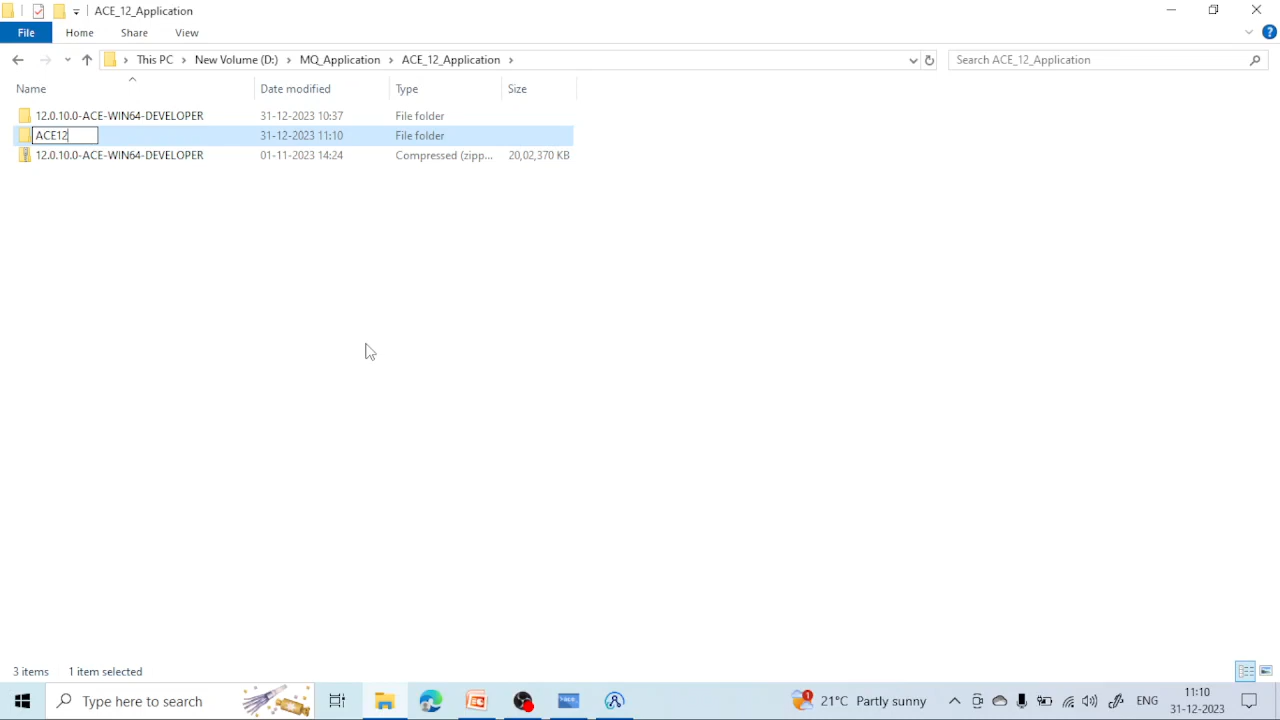 ACE_12_Application
File Home Share View
This PC New Volume (D:) MQ_Application ACE_12_Application Search ACE_12_Application
Name Date modified Type Size
12.0.10.0-ACE-WIN64-DEVELOPER 31-12-2023 10:37 File folder
ACE12 31-12-2023 11:10 File folder
12.0.10.0-ACE-WIN64-DEVELOPER 01-11-2023 14:24 Compressed (zipp... 20,02,370 KB
3 items 1 item selected
Type here to search 1 21°C Partly sunny ENG 11:10
31-12-2023